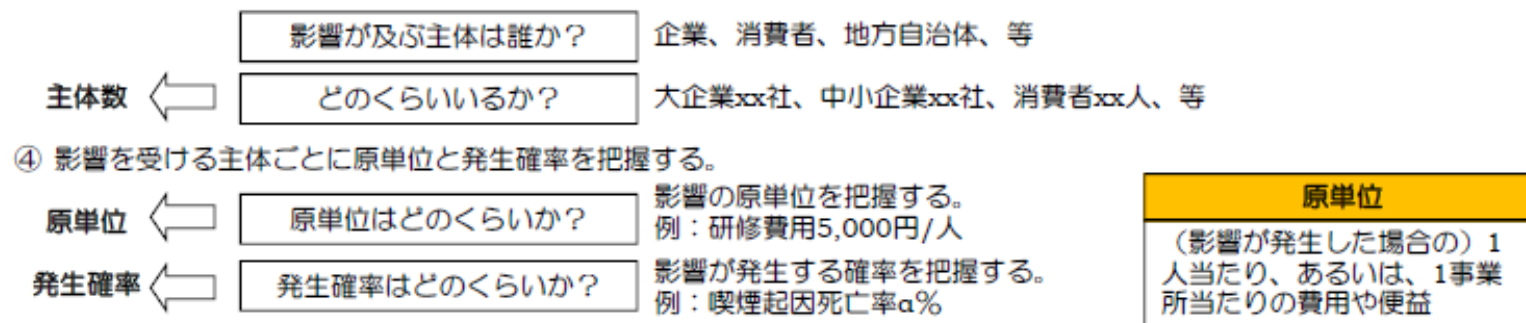 影響が及ぶ主体は誰か？ 企業、消費者、地方自治体、等
主体数 どのくらいいるか？ 大企業xx社、中小企業xx社、消費者xx人、等
④ 影響を受ける主体ごとに原単位と発生確率を把握する。
原単位 原単位はどのくらいか？
影響の原単位を把握する。
例：研修費用5,000円/人
発生確率 発生確率はどのくらいか？
影響が発生する確率を把握する。
例：喫煙起因死亡率α%
原単位
（影響が発生した場合の）1
人当たり、あるいは、1事業
所当たりの費用や便益